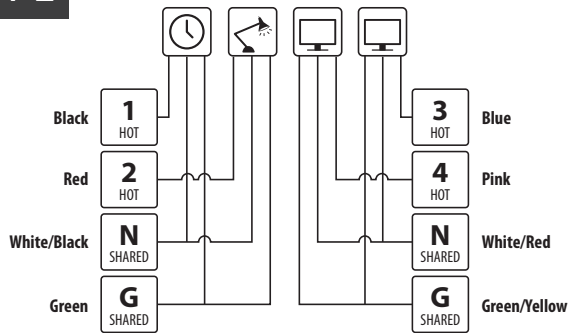 Black
1
HOT
Red
2
HOT
White/Black
N
SHARED
Green
G
SHARED
3
HOT
Blue
4
HOT
Pink
N
SHARED
White/Red
G
SHARED
Green/Yellow